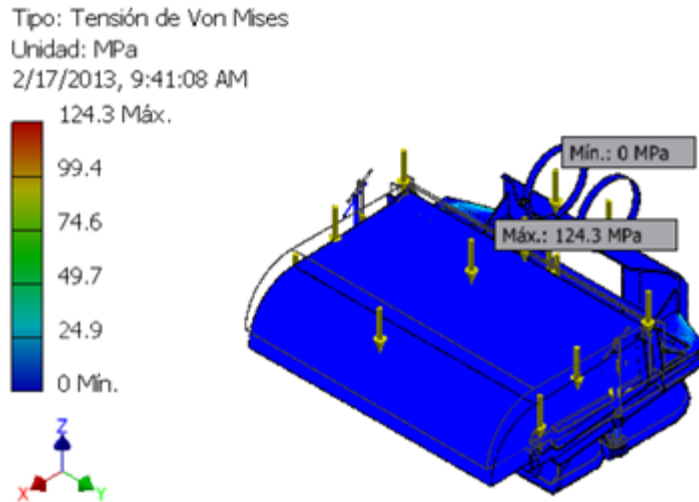 Tipo: Tensión de Von Mises
Unidad: MPa
2/17/2013, 9:41:08 AM
124.3 Máx.
99.4
74.6
49.7
24.9
0 Mín.
Mín.: 0 MPa
Máx.: 124.3 MPa
Z
X
Y